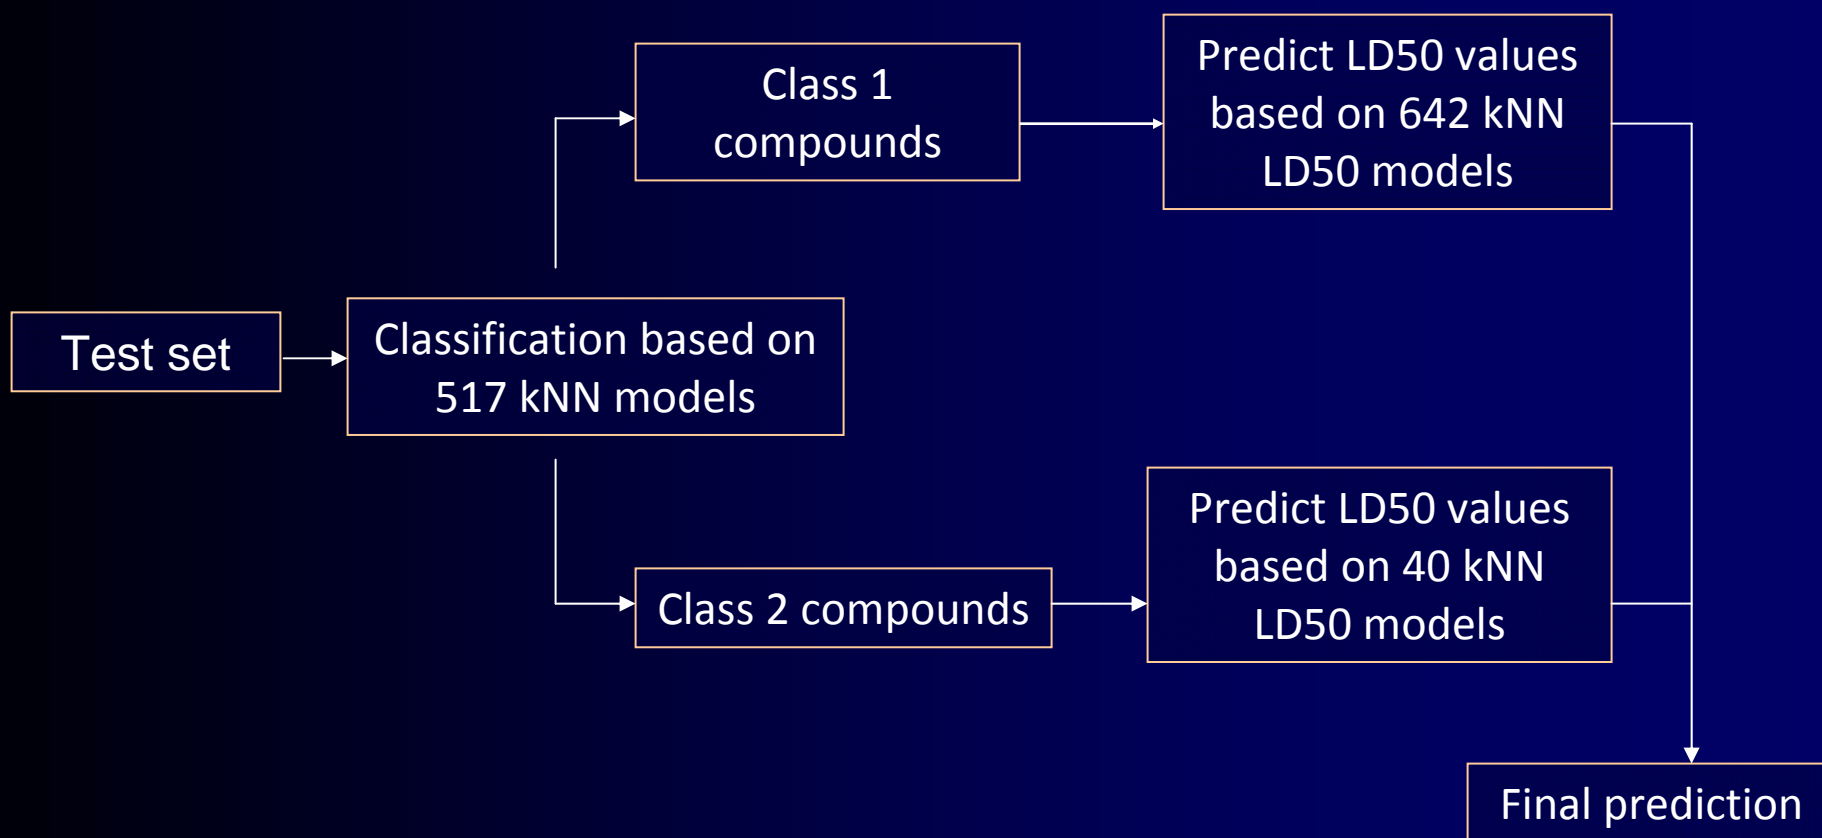 Test set
Classification based on
517 kNN models
Class 1
compounds
Predict LD50 values
based on 642 kNN
LD50 models
Class 2 compounds
Predict LD50 values
based on 40 kNN
LD50 models
Final prediction